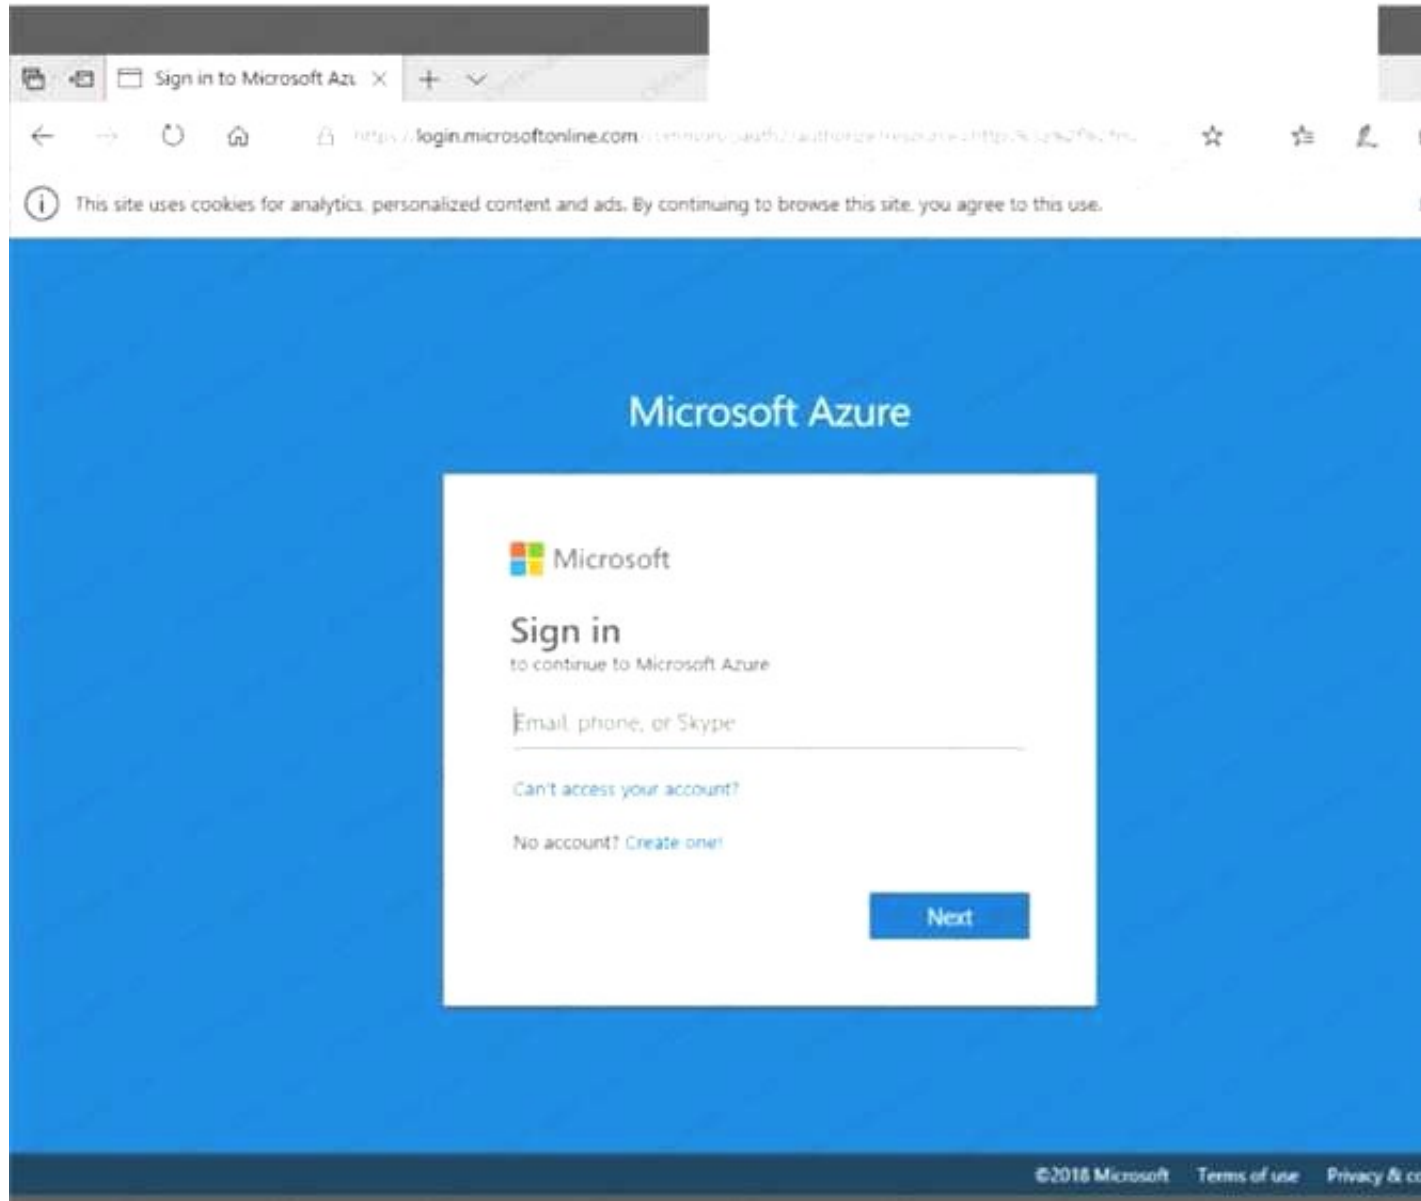 Sign in to Microsoft Azu
login.microsoftonline.com
This site uses cookies for analytics, personalized content and ads. By continuing to browse this site, you agree to this use.
Microsoft Azure
Microsoft
Sign in
to continue to Microsoft Azure
Email, phone, or Skype
Can't access your account?
No account? Create one!
Next
©2018 Microsoft Terms of use Privacy &